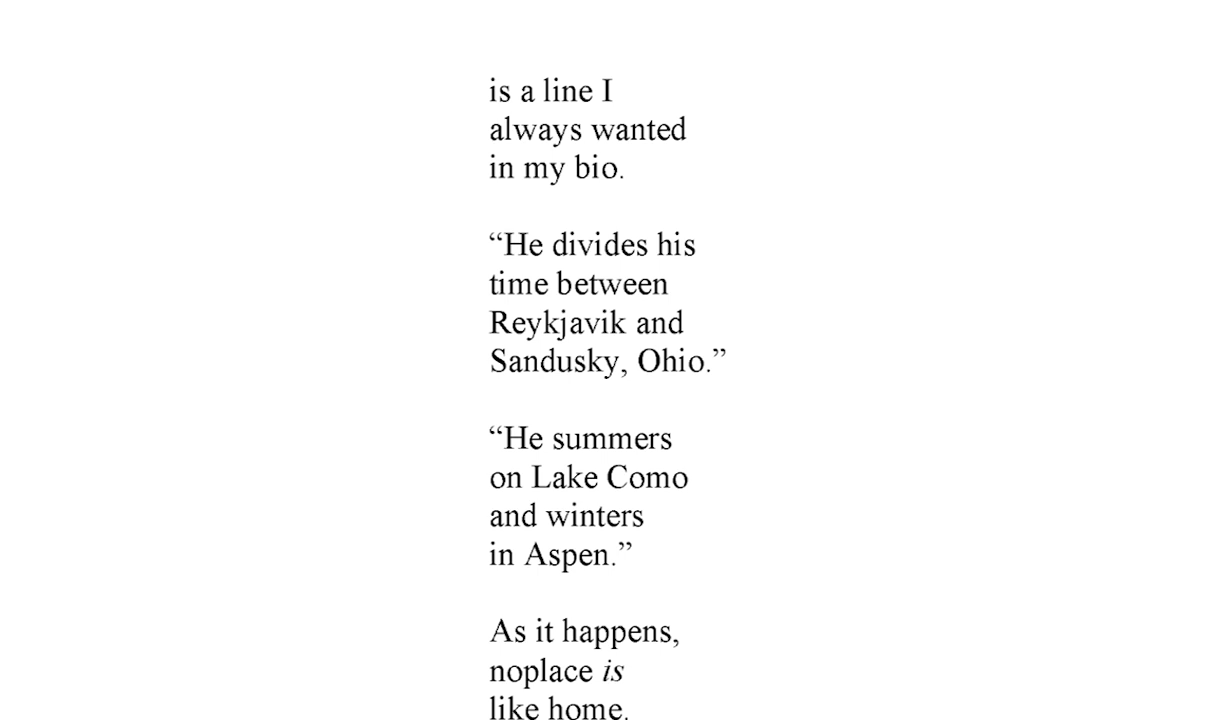 is a line I
always wanted
in my bio.
“He divides his
time between
Reykjavik and
Sandusky, Ohio.”
“He summers
on Lake Como
and winters
in Aspen.”
As it happens,
noplace is
like home.